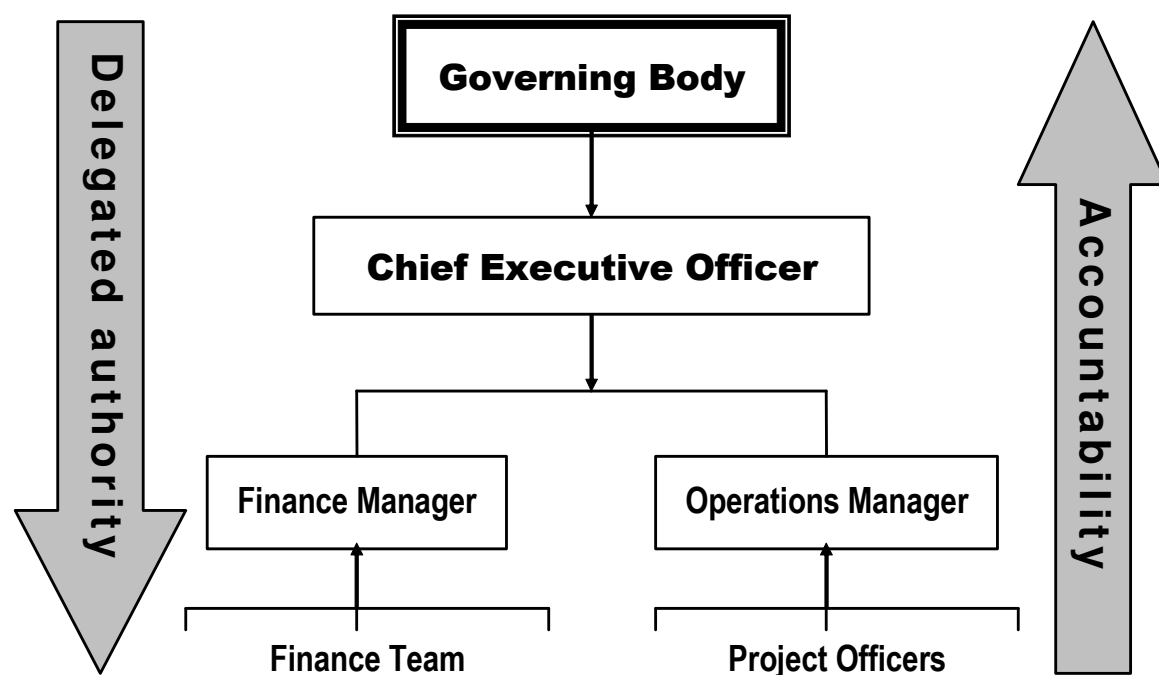 Delegated authority
Governing Body
Accountability
Chief Executive Officer
Finance Manager
Operations Manager
Finance Team
Project Officers